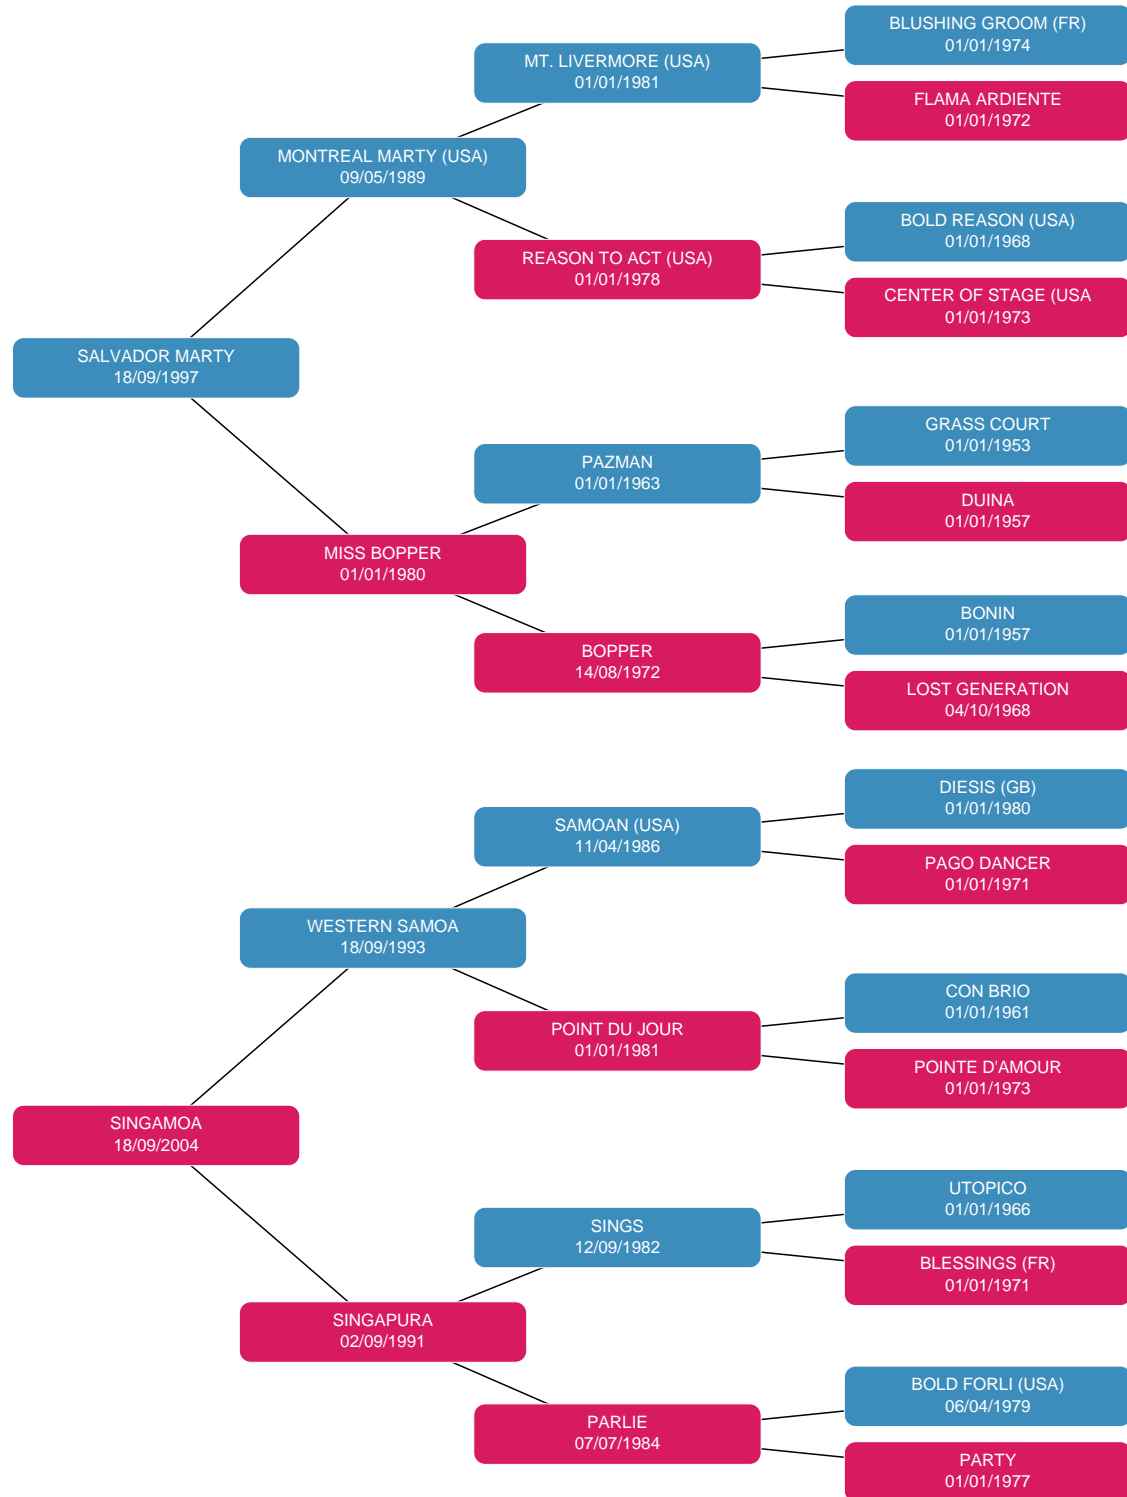 BLUSHING GROOM (FR)
01/01/1974
MT. LIVERMORE (USA)
01/01/1981
FLAMA ARDIENTE
01/01/1972
MONTREAL MARTY (USA)
09/05/1989
BOLD REASON (USA)
01/01/1968
REASON TO ACT (USA)
01/01/1978
CENTER OF STAGE (USA
01/01/1973
SALVADOR MARTY
18/09/1997
GRASS COURT
01/01/1953
PAZMAN
01/01/1963
DUINA
01/01/1957
MISS BOPPER
01/01/1980
BONIN
01/01/1957
BOPPER
14/08/1972
LOST GENERATION
04/10/1968
DIESIS (GB)
01/01/1980
SAMOAN (USA)
11/04/1986
PAGO DANCER
01/01/1971
WESTERN SAMOA
18/09/1993
CON BRIO
01/01/1961
POINT DU JOUR
01/01/1981
POINTE D'AMOUR
01/01/1973
SINGAMOA
18/09/2004
UTOPICO
01/01/1966
SINGS
12/09/1982
BLESSINGS (FR)
01/01/1971
SINGAPURA
02/09/1991
BOLD FORLI (USA)
06/04/1979
PARLIE
07/07/1984
PARTY
01/01/1977